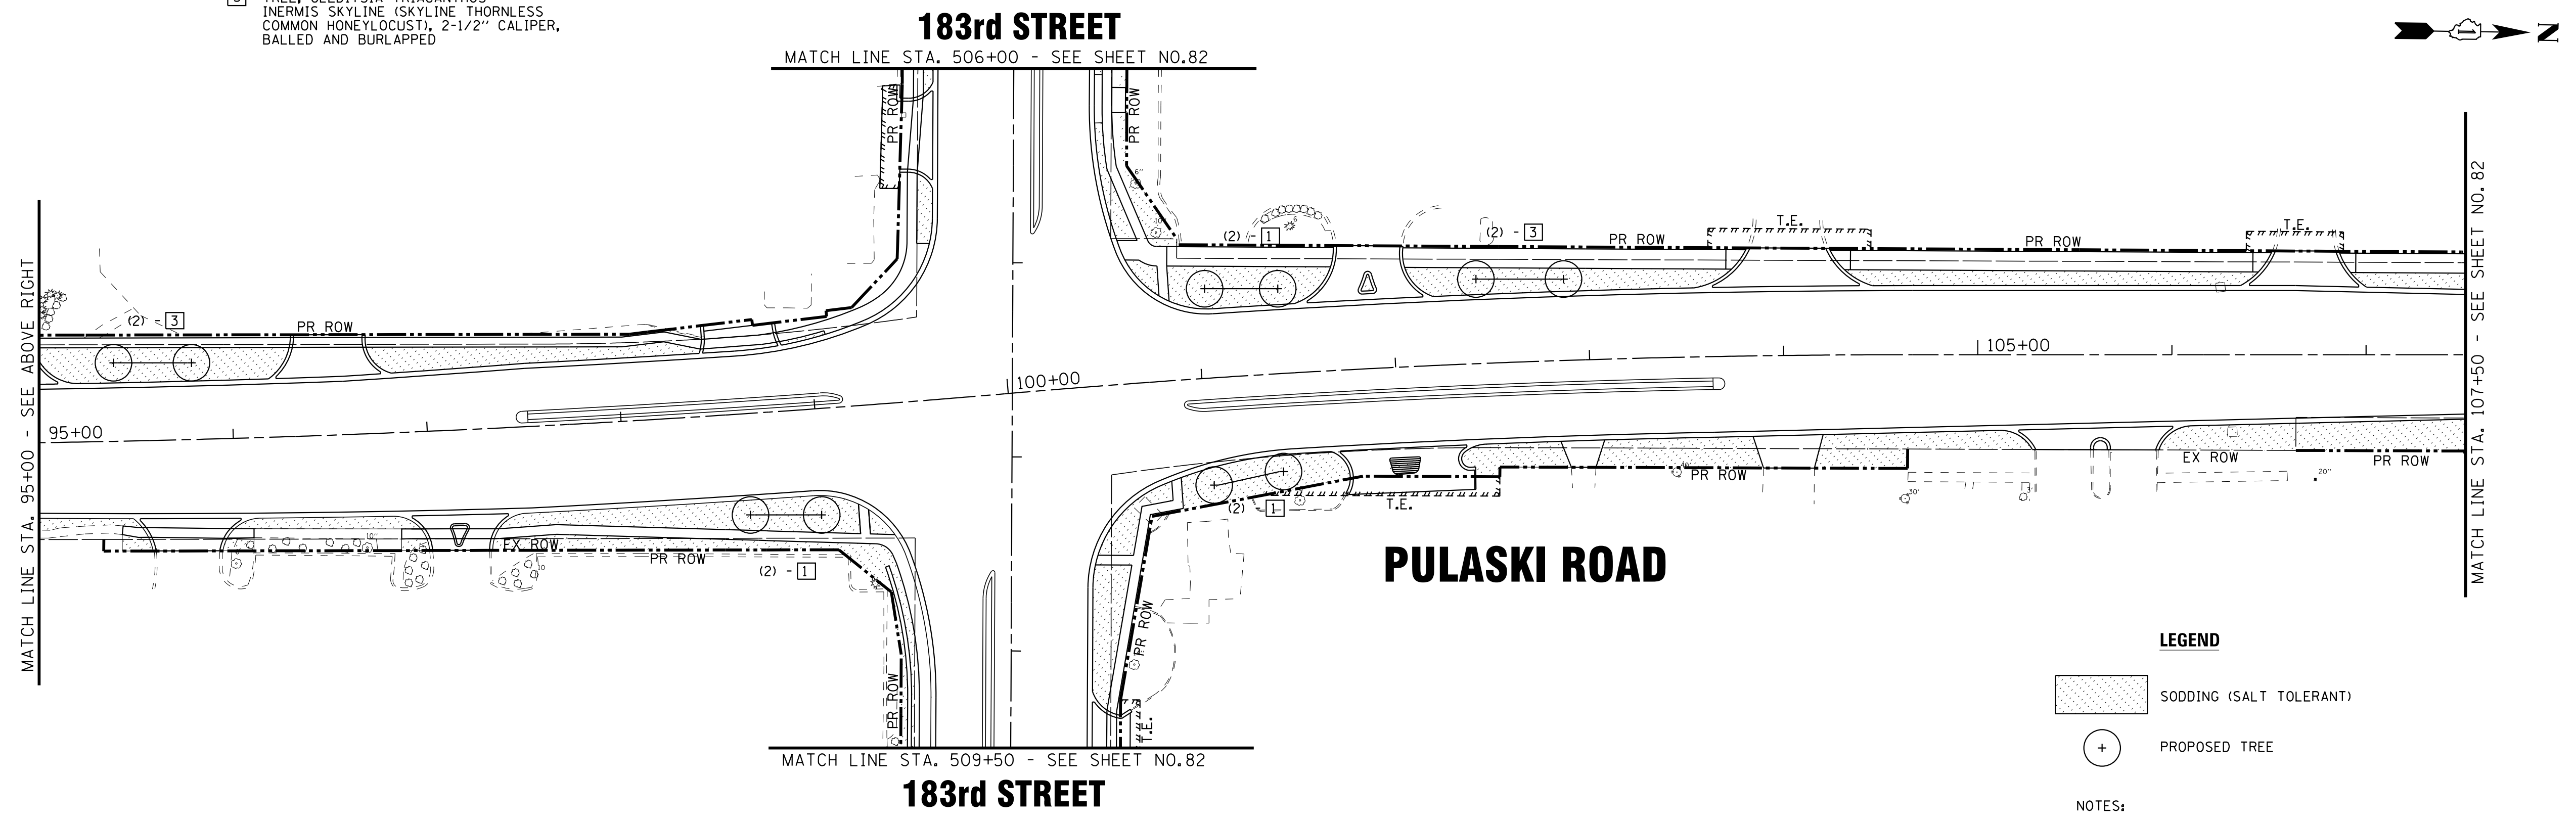 INERMIS SKYLINE (SKYLINE THORNLESS
COMMON HONEYLOCUST), 2-1/2" CALIPER,
BALLED AND BURLAPPED
183rd STREET
MATCH LINE STA. 506+00 - SEE SHEET NO.82
N
PR ROW
PR ROW
6"
(2) - 1
6
(2) - 3
PR ROW
T.E.
PR ROW
T.E.
MATCH LINE STA. 95+00 - SEE ABOVE RIGHT
(2) - 3
PR ROW
95+00
100+00
105+00
MATCH LINE STA. 107+50 - SEE SHEET NO. 82
EX ROW
PR ROW
(2) - 1
10
(2) 1
T.E.
PR ROW
EX ROW
PR ROW
20"
30'
PULASKI ROAD
PR ROW
PR ROW
T.E.
MATCH LINE STA. 509+50 - SEE SHEET NO.82
183rd STREET
LEGEND
SODDING (SALT TOLERANT)
PROPOSED TREE
NOTES: